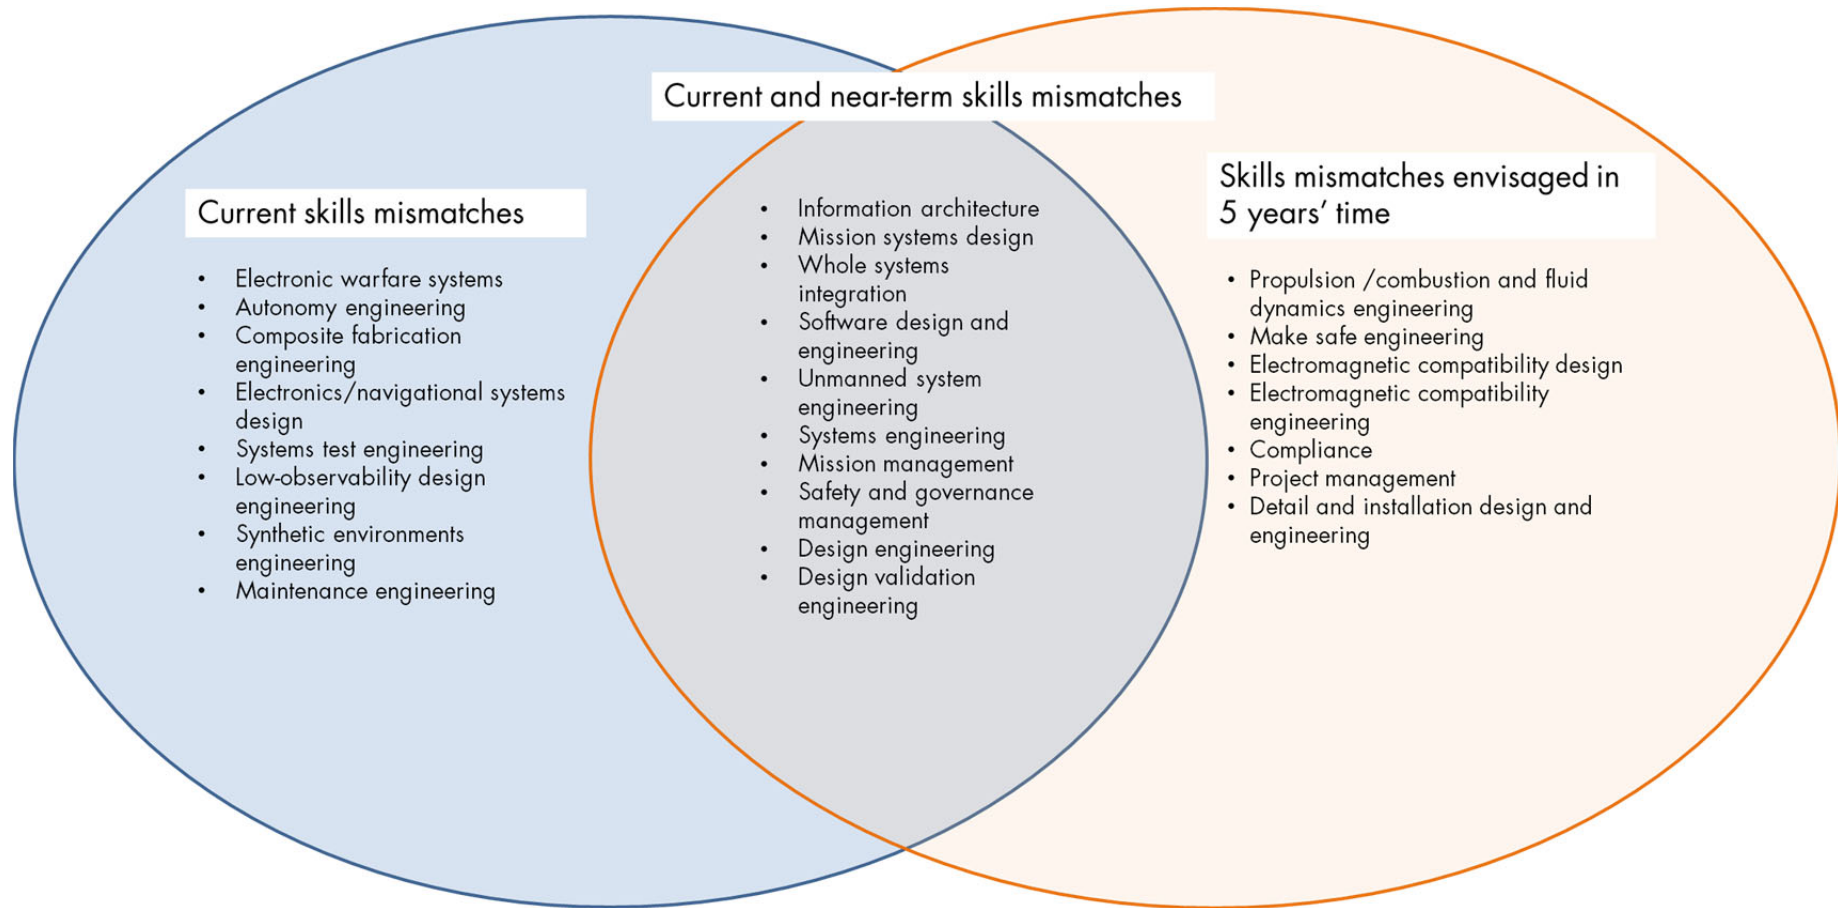 Current and near-term skills mismatches
Current skills mismatches
• Electronic warfare systems
• Autonomy engineering
• Composite fabrication
engineering
• Electronics/navigational systems
design
• Systems test engineering
• Low-observability design
engineering
• Synthetic environments
engineering
• Maintenance engineering
• Information architecture
• Mission systems design
• Whole systems
integration
• Software design and
engineering
• Unmanned system
engineering
• Systems engineering
• Mission management
• Safety and governance
management
• Design engineering
• Design validation
engineering
Skills mismatches envisaged in
5 years’ time
• Propulsion /combustion and fluid
dynamics engineering
• Make safe engineering
• Electromagnetic compatibility design
• Electromagnetic compatibility
engineering
• Compliance
• Project management
• Detail and installation design and
engineering